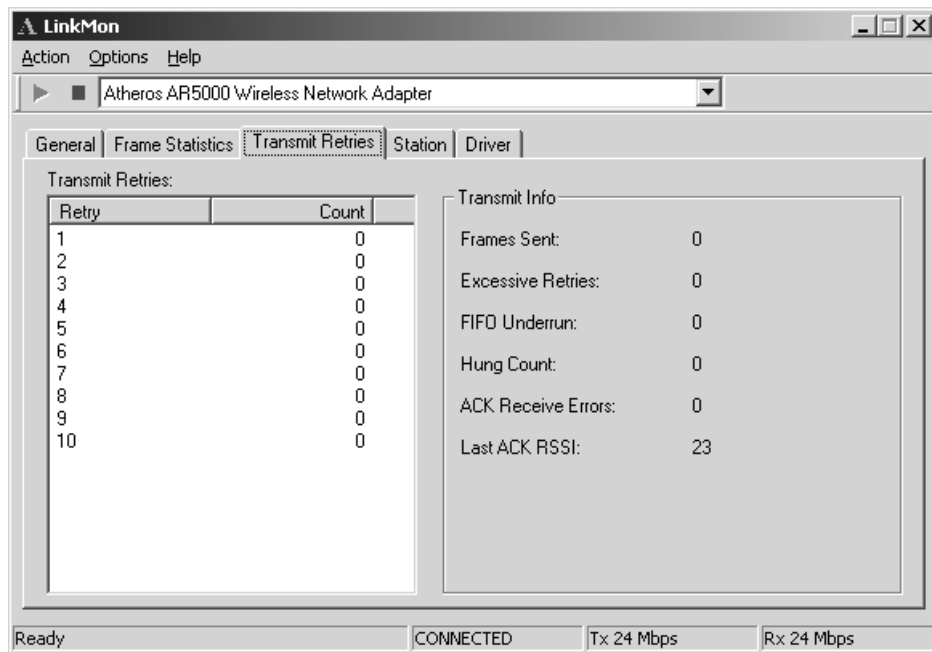 LinkMon
Action Options Help
Atheros AR5000 Wireless Network Adapter
General Frame Statistics Transmit Retries Station Driver
Transmit Retries:
Retry Count
1 0
2 0
3 0
4 0
5 0
6 0
7 0
8 0
9 0
10 0
Transmit Info
Frames Sent: 0
Excessive Retries: 0
FIFO Underrun: 0
Hung Count: 0
ACK Receive Errors: 0
Last ACK RSSI: 23
Ready CONNECTED Tx 24 Mbps Rx 24 Mbps